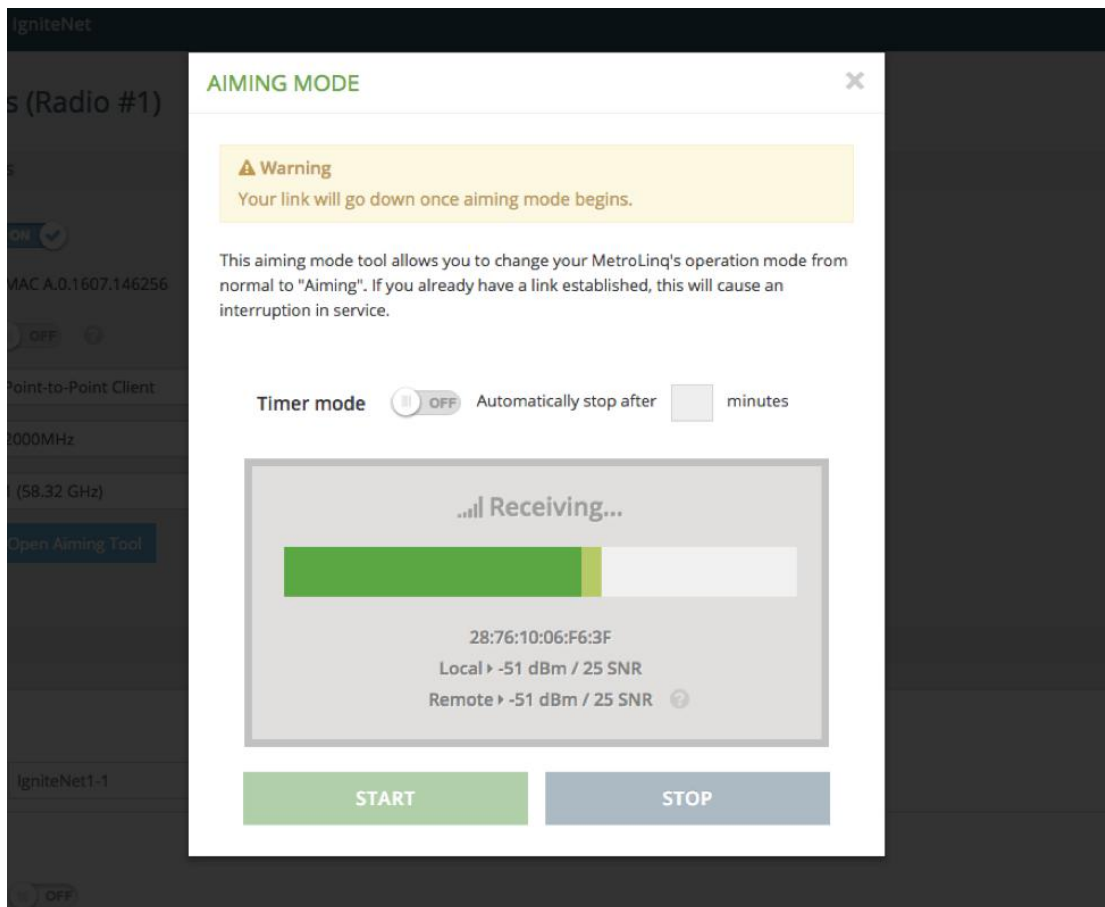 IgniteNet
s (Radio #1)
AIMING MODE
Warning
Your link will go down once aiming mode begins.
ON
MAC A.0.1607.146256
This aiming mode tool allows you to change your MetroLinq's operation mode from
normal to "Aiming". If you already have a link established, this will cause an
interruption in service.
OFF
Point-to-Point Client
Timer mode OFF Automatically stop after minutes
2000MHz
(58.32 GHz)
Open Aiming Tool
Receiving...
28:76:10:06:F6:3F
Local -51 dBm / 25 SNR
Remote -51 dBm / 25 SNR ?
IgniteNet1-1
START STOP
OFF